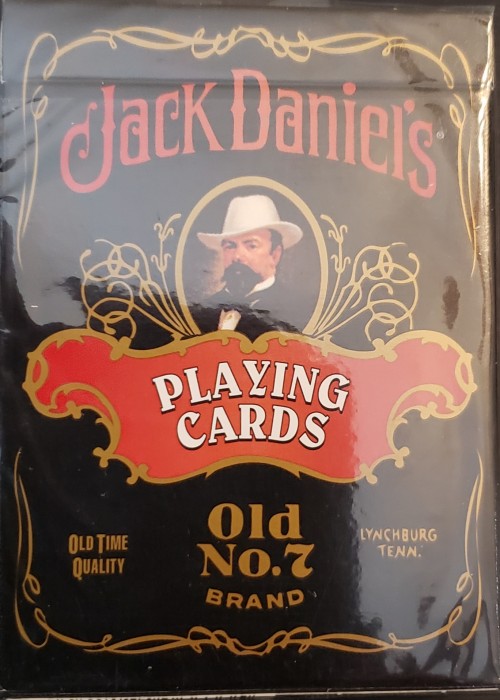 Jack Daniel's
PLAYING
CARDS
Old
No.7
BRAND
OLD TIME
QUALITY
LYNCHBURG
TENN.